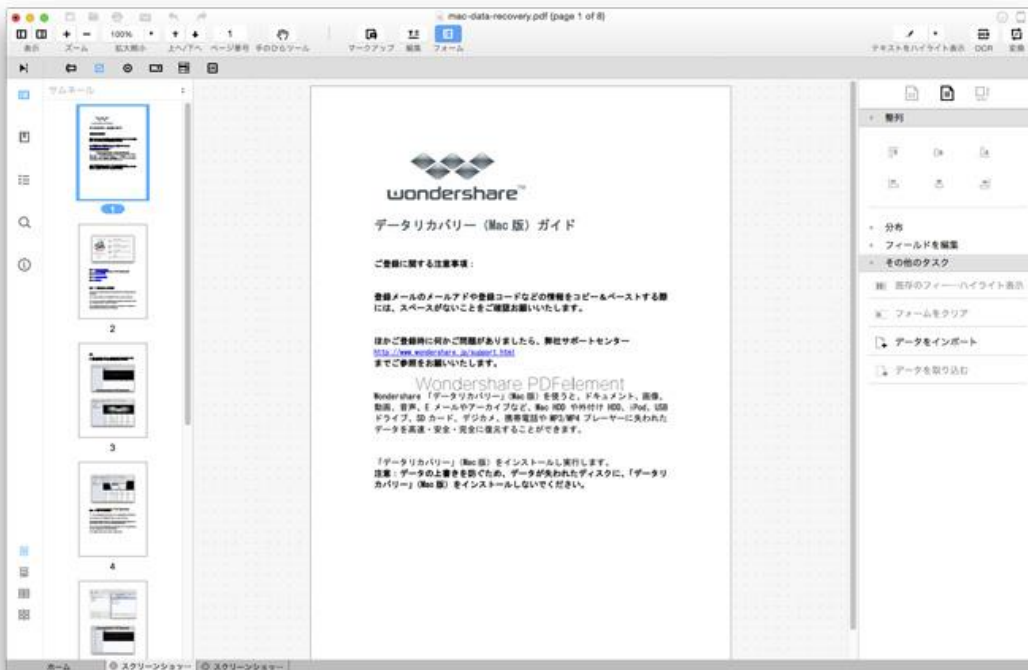 mac-data-recovery.pdf (page 1 of 8)
100%
1
表示
ズーム
拡大縮小
上へ/下へ
ページ番号
手のひらツール
マークアップ
編集
フォーム
テキストをハイライト表示
OCR
変換
サムネール
1
2
3
4
wondershare™
データリカバリー (Mac 版) ガイド
ご登録に関する注意事項:
登録メールのメールアドや登録コードなどの情報をコピー&ペーストする際
には、スペースがないことをご確認お願いいたします。
ほかご登録時に何かご問題がありましたら、弊社サポートセンター
http://www.wondershare.jp/support.html
までご参照をお願いいたします。
Wondershare PDFelement
Wondershare 「データリカバリー」(Mac 版) を使うと、ドキュメント、画像、
動画、音声、E メールやアーカイブなど、Mac HDD や外付け HDD、iPod、USB
ドライブ、SD カード、デジカメ、携帯電話や MP3/MP4 プレーヤーに失われた
データを高速・安全・完全に復元することができます。
「データリカバリー」(Mac 版) をインストールし実行します。
注意:データの上書きを防ぐため、データが失われたディスクに、「データリ
カバリー」(Mac 版) をインストールしないでください。
整列
分布
フィールドを編集
その他のタスク
既存のフィー…ハイライト表示
フォームをクリア
データをインポート
データを取り込む
ホーム
スクリーンショッ…
スクリーンショッ…